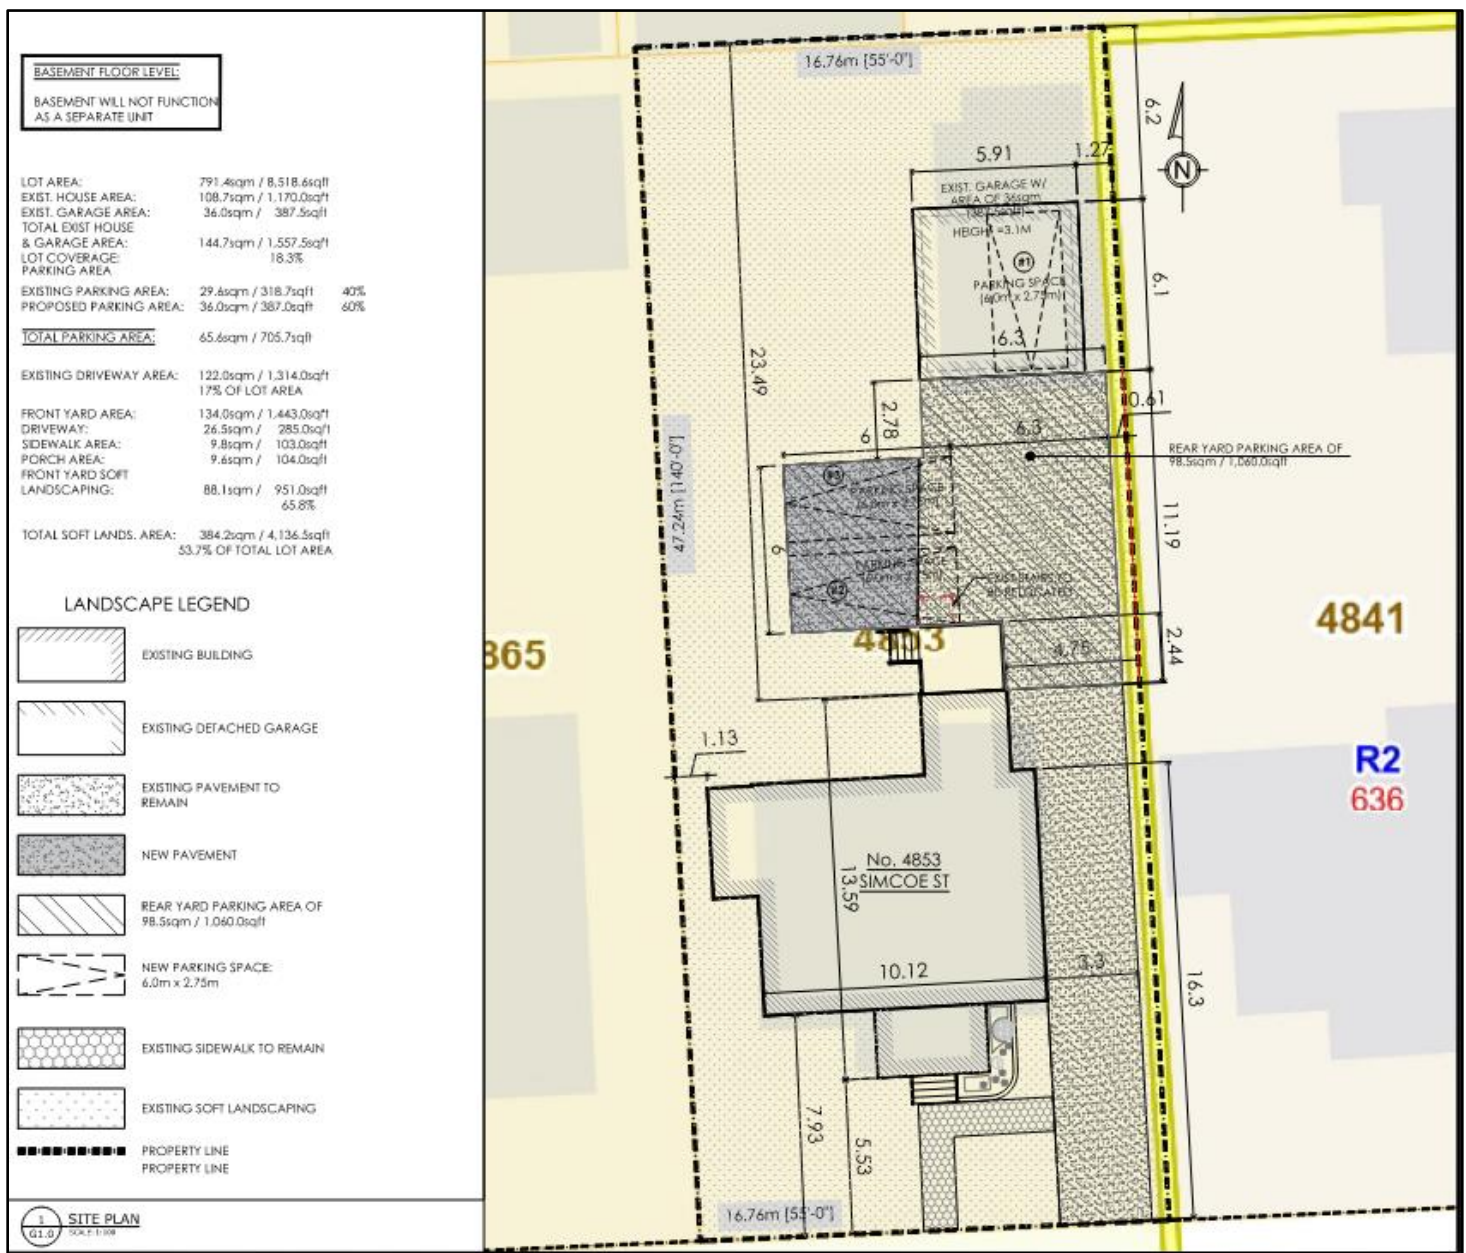 BASEMENT FLOOR LEVEL:
BASEMENT WILL NOT FUNCTION
AS A SEPARATE UNIT
LOT AREA: 791.4sqm / 8,518.6sqft
EXIST. HOUSE AREA: 108.7sqm / 1,170.0sqft
EXIST. GARAGE AREA: 36.0sqm / 387.5sqft
TOTAL EXIST HOUSE
& GARAGE AREA: 144.7sqm / 1,557.5sqft
LOT COVERAGE: 18.3%
PARKING AREA
EXISTING PARKING AREA: 29.6sqm / 318.7sqft 40%
PROPOSED PARKING AREA: 36.0sqm / 387.0sqft 60%
TOTAL PARKING AREA: 65.6sqm / 705.7sqft
EXISTING DRIVEWAY AREA: 122.0sqm / 1,314.0sqft
17% OF LOT AREA
FRONT YARD AREA: 134.0sqm / 1,443.0sqft
DRIVEWAY: 26.5sqm / 285.0sqft
SIDEWALK AREA: 9.8sqm / 103.0sqft
PORCH AREA: 9.6sqm / 104.0sqft
FRONT YARD SOFT
LANDSCAPING: 88.1sqm / 951.0sqft
65.8%
TOTAL SOFT LANDS. AREA: 384.2sqm / 4,136.5sqft
53.7% OF TOTAL LOT AREA
LANDSCAPE LEGEND
EXISTING BUILDING
EXISTING DETACHED GARAGE
EXISTING PAVEMENT TO
REMAIN
NEW PAVEMENT
REAR YARD PARKING AREA OF
98.5sqm / 1,060.0sqft
NEW PARKING SPACE:
6.0m x 2.75m
EXISTING SIDEWALK TO REMAIN
EXISTING SOFT LANDSCAPING
PROPERTY LINE
PROPERTY LINE
1
G1.0
SITE PLAN
SCALE: 1:100
16.76m [55'-0"]
6.2
N
5.91
1.27
EXIST. GARAGE W/
AREA OF 36sqm
HEIGHT =3.1M
#1
PARKING SPACE
(6.0m x 2.75m)
6.1
6.3
23.49
2.78
0.61
6
6.3
REAR YARD PARKING AREA OF
98.5sqm / 1,060.0sqft
47.24m [140'-0"]
#3
PARKING SPACE
11.19
6
PARKING SPACE
#2
EXIST. STAIRS TO
BE RELOCATED
865
4853
4841
4.75
2.44
1.13
R2
636
No. 4853
SIMCOE ST
13.59
10.12
3.3
16.3
7.93
5.53
16.76m [55'-0"]